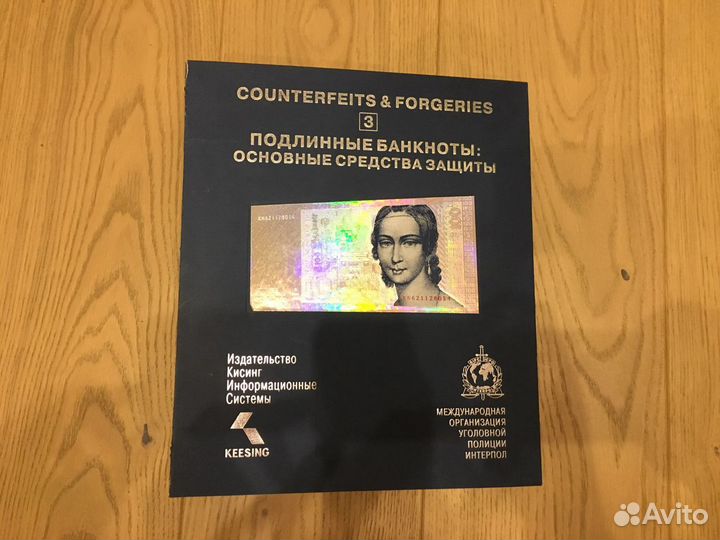 COUNTERFEITS & FORGERIES
3
ПОДЛИННЫЕ БАНКНОТЫ:
ОСНОВНЫЕ СРЕДСТВА ЗАЩИТЫ
KN6211280L4
Издательство
Кисинг
Информационные
Системы
KEESING
МЕЖДУНАРОДНАЯ
ОРГАНИЗАЦИЯ
УГОЛОВНОЙ
ПОЛИЦИИ
ИНТЕРПОЛ
Avito